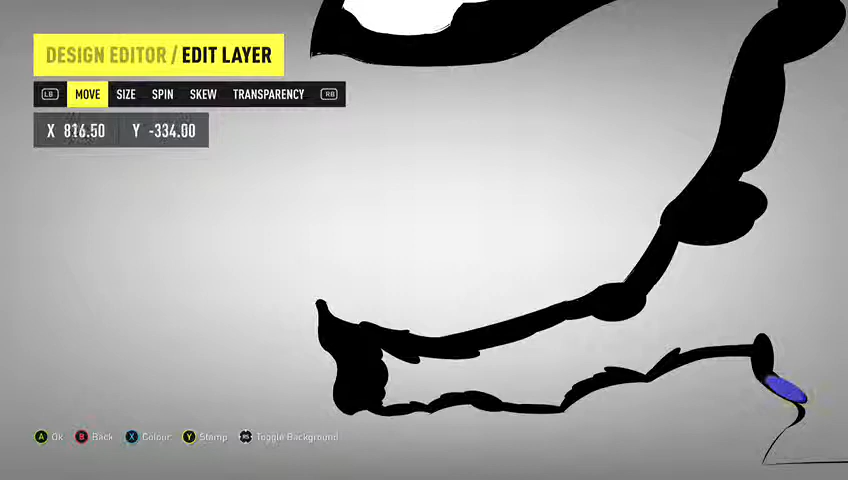 DESIGN EDITOR / EDIT LAYER
LB MOVE SIZE SPIN SKEW TRANSPARENCY RB
X 816.50 Y -334.00
A Ok B Back X Colour Y Stamp RS Toggle Background